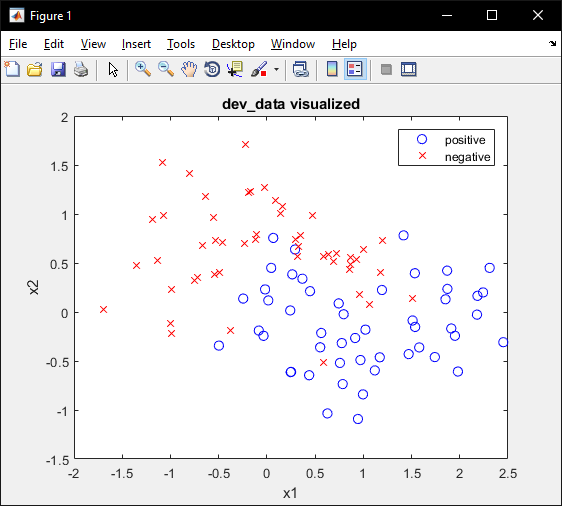 Figure 1
File Edit View Insert Tools Desktop Window Help
dev_data visualized
positive
negative
2
1.5
1
0.5
0
-0.5
-1
-1.5
x2
-2 -1.5 -1 -0.5 0 0.5 1 1.5 2 2.5
x1